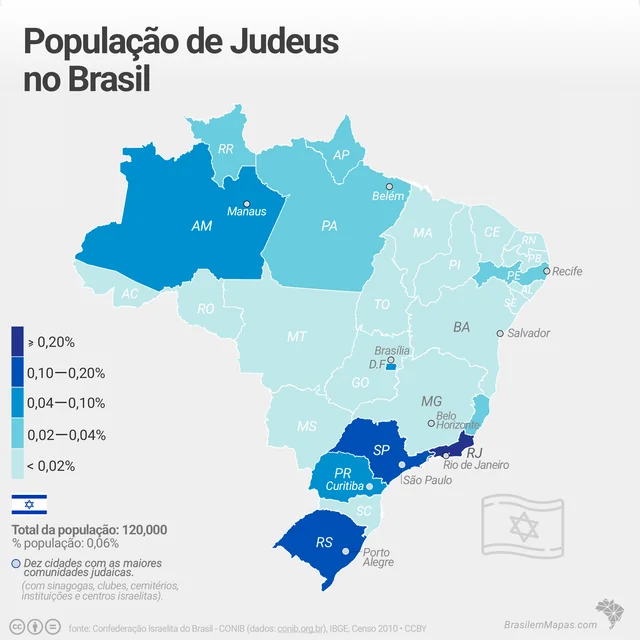 População de Judeus
no Brasil
RR
AP
Manaus
Belém
AM
PA
MA
CE
RN
PB
PI
PE
Recife
AL
SE
AC
RO
TO
BA
Salvador
MT
Brasília
D.F
GO
MG
Belo
Horizonte
MS
SP
RJ
Rio de Janeiro
São Paulo
PR
Curitiba
SC
RS
Porto
Alegre
≥ 0,20%
0,10—0,20%
0,04—0,10%
0,02—0,04%
< 0,02%
Total da população: 120,000
% população: 0,06%
Dez cidades com as maiores
comunidades judaicas.
(com sinagogas, clubes, cemitérios,
instituições e centros israelitas).
cc
fonte: Confederação Israelita do Brasil - CONIB (dados: conib.org.br), IBGE, Censo 2010 • CCBY
BrasilemMapas.com